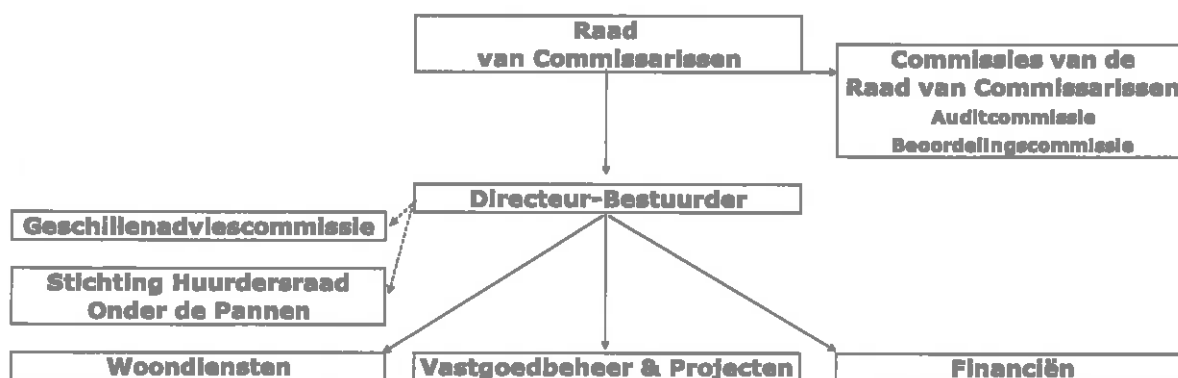 Raad
van Commissarissen
Commissies van de
Raad van Commissarissen
Auditcommissie
Beoordelingscommissie
Directeur-Bestuurder
Geschillenadviescommissie
Stichting Huurdersraad
Onder de Pannen
Woondiensten
Vastgoedbeheer & Projecten
Financiën